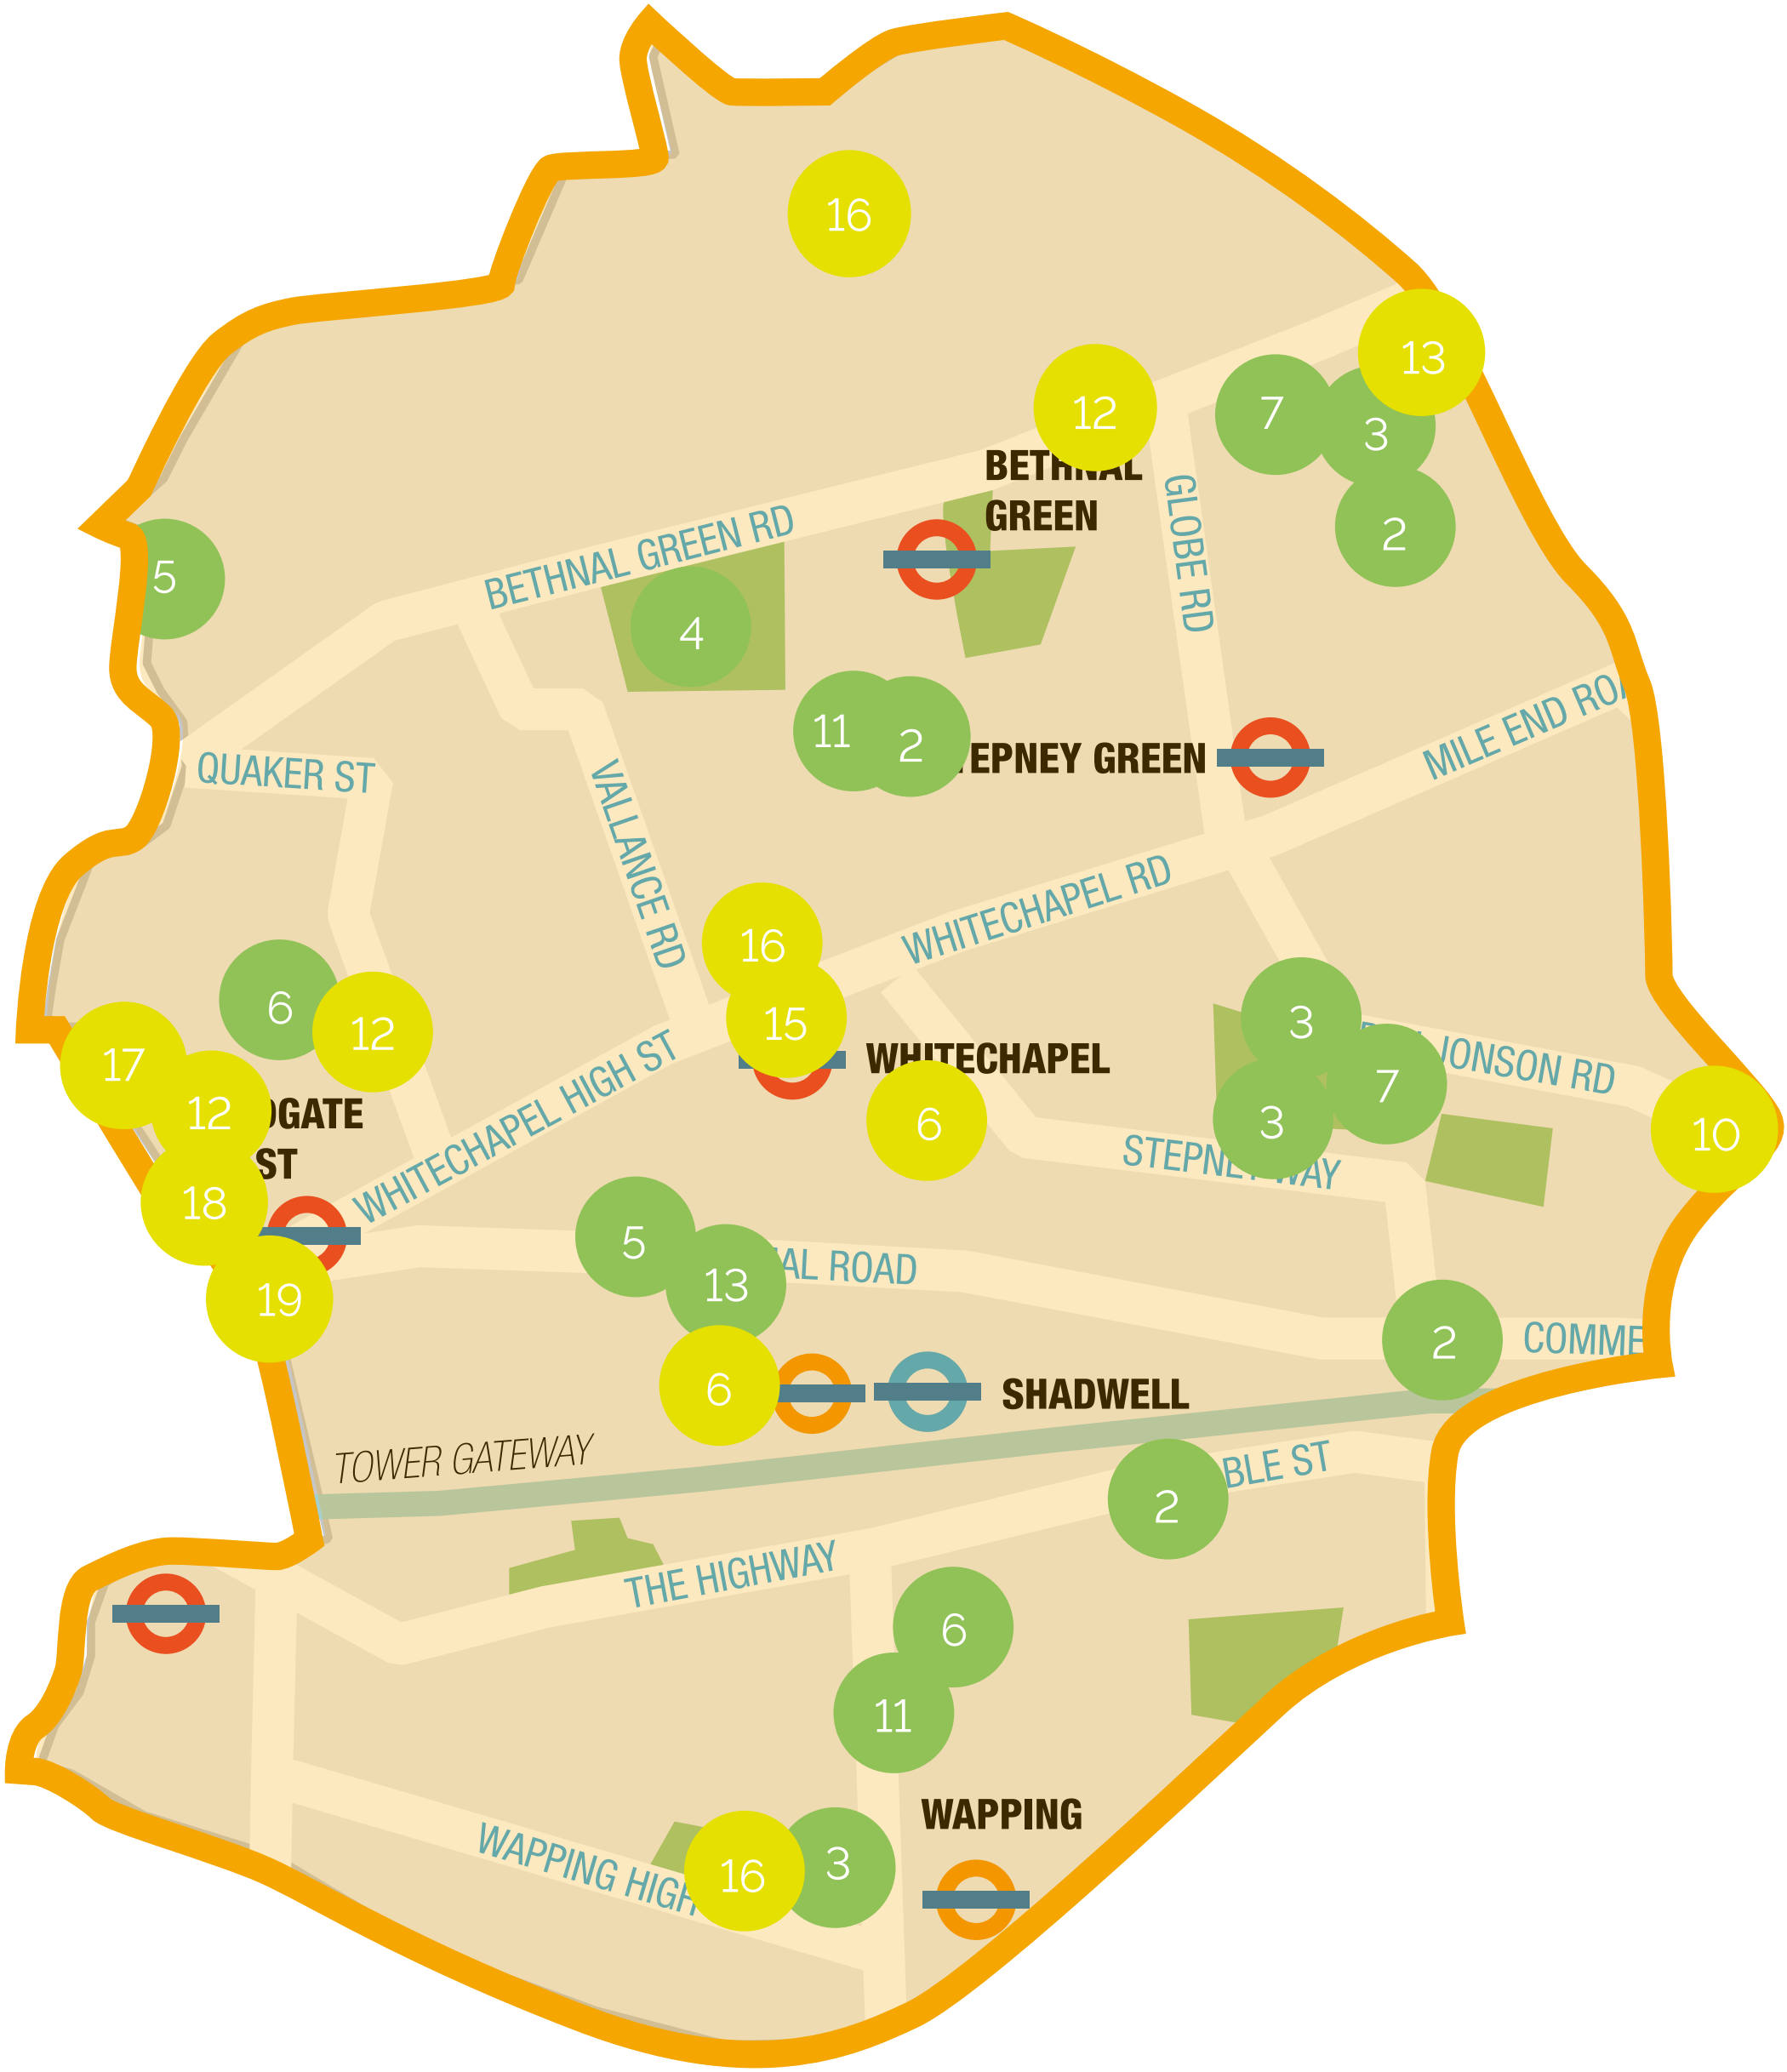 16
13
12
7
3
BETHNAL
GREEN
2
GLOBE RD
BETHNAL GREEN RD
5
4
11
2
TEPNEY GREEN
MILE END RO
QUAKER ST
VALLANCE RD
WHITECHAPEL RD
16
6
12
15
3
17
WHITECHAPEL
ONSON RD
7
12
DGATE
ST
WHITECHAPEL HIGH ST
6
3
10
STEPNEY WAY
18
5
13
AL ROAD
19
2
COMME
6
SHADWELL
TOWER GATEWAY
BLE ST
2
THE HIGHWAY
6
11
WAPPING
WAPPING HIGH
16
3